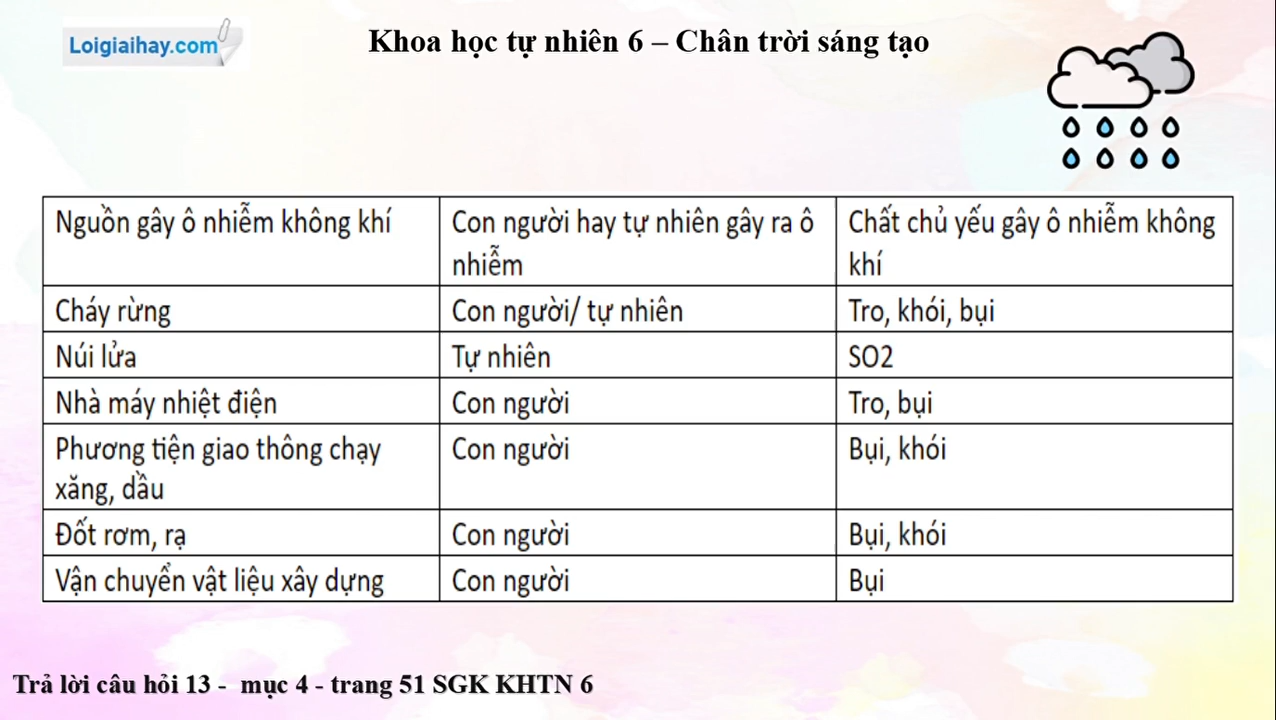 Loigiaihay.com
Khoa học tự nhiên 6 – Chân trời sáng tạo
Nguồn gây ô nhiễm không khí
Con người hay tự nhiên gây ra ô
nhiễm
Chất chủ yếu gây ô nhiễm không
khí
Cháy rừng
Con người/ tự nhiên
Tro, khói, bụi
Núi lửa
Tự nhiên
SO2
Nhà máy nhiệt điện
Con người
Tro, bụi
Phương tiện giao thông chạy
xăng, dầu
Con người
Bụi, khói
Đốt rơm, rạ
Con người
Bụi, khói
Vận chuyển vật liệu xây dựng
Con người
Bụi
Trả lời câu hỏi 13 - mục 4 - trang 51 SGK KHTN 6